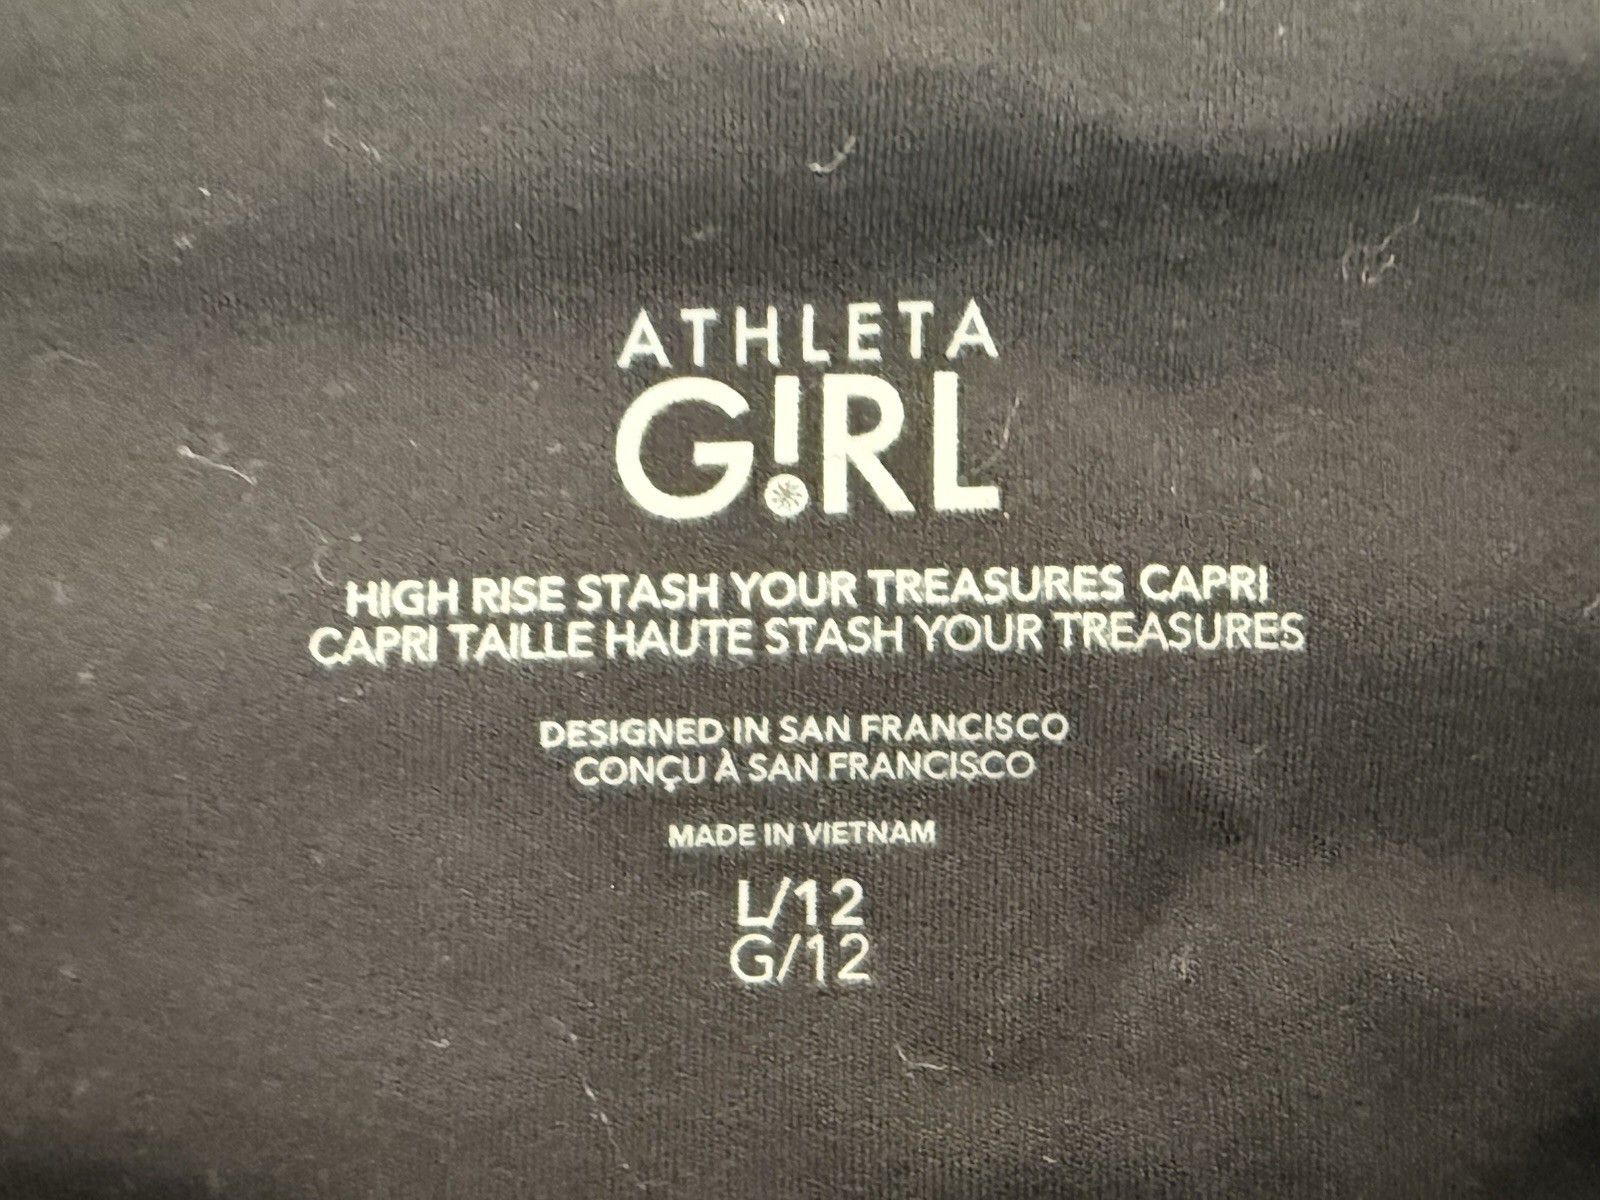 ATHLETA
G!RL
HIGH RISE STASH YOUR TREASURES CAPRI
CAPRI TAILLE HAUTE STASH YOUR TREASURES
DESIGNED IN SAN FRANCISCO
CONÇU À SAN FRANCISCO
MADE IN VIETNAM
L/12
G/12